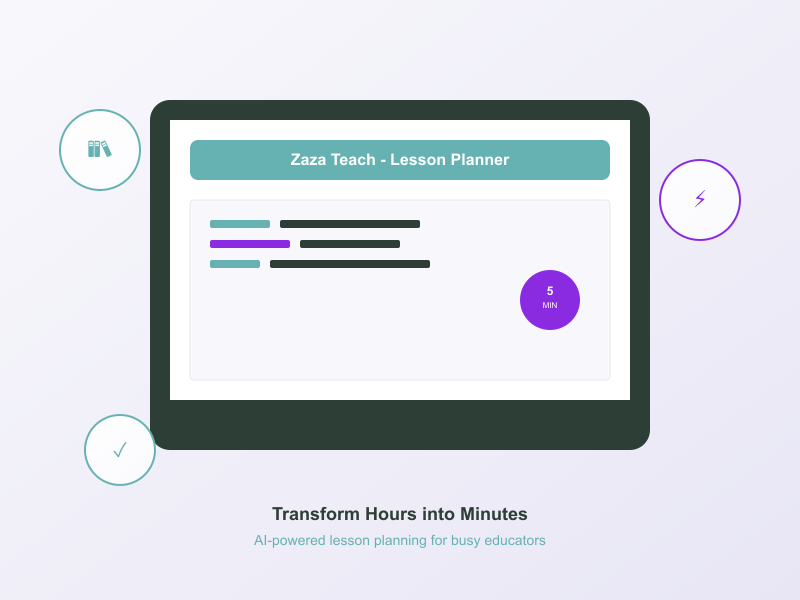 Zaza Teach - Lesson Planner
5
MIN
Transform Hours into Minutes
AI-powered lesson planning for busy educators